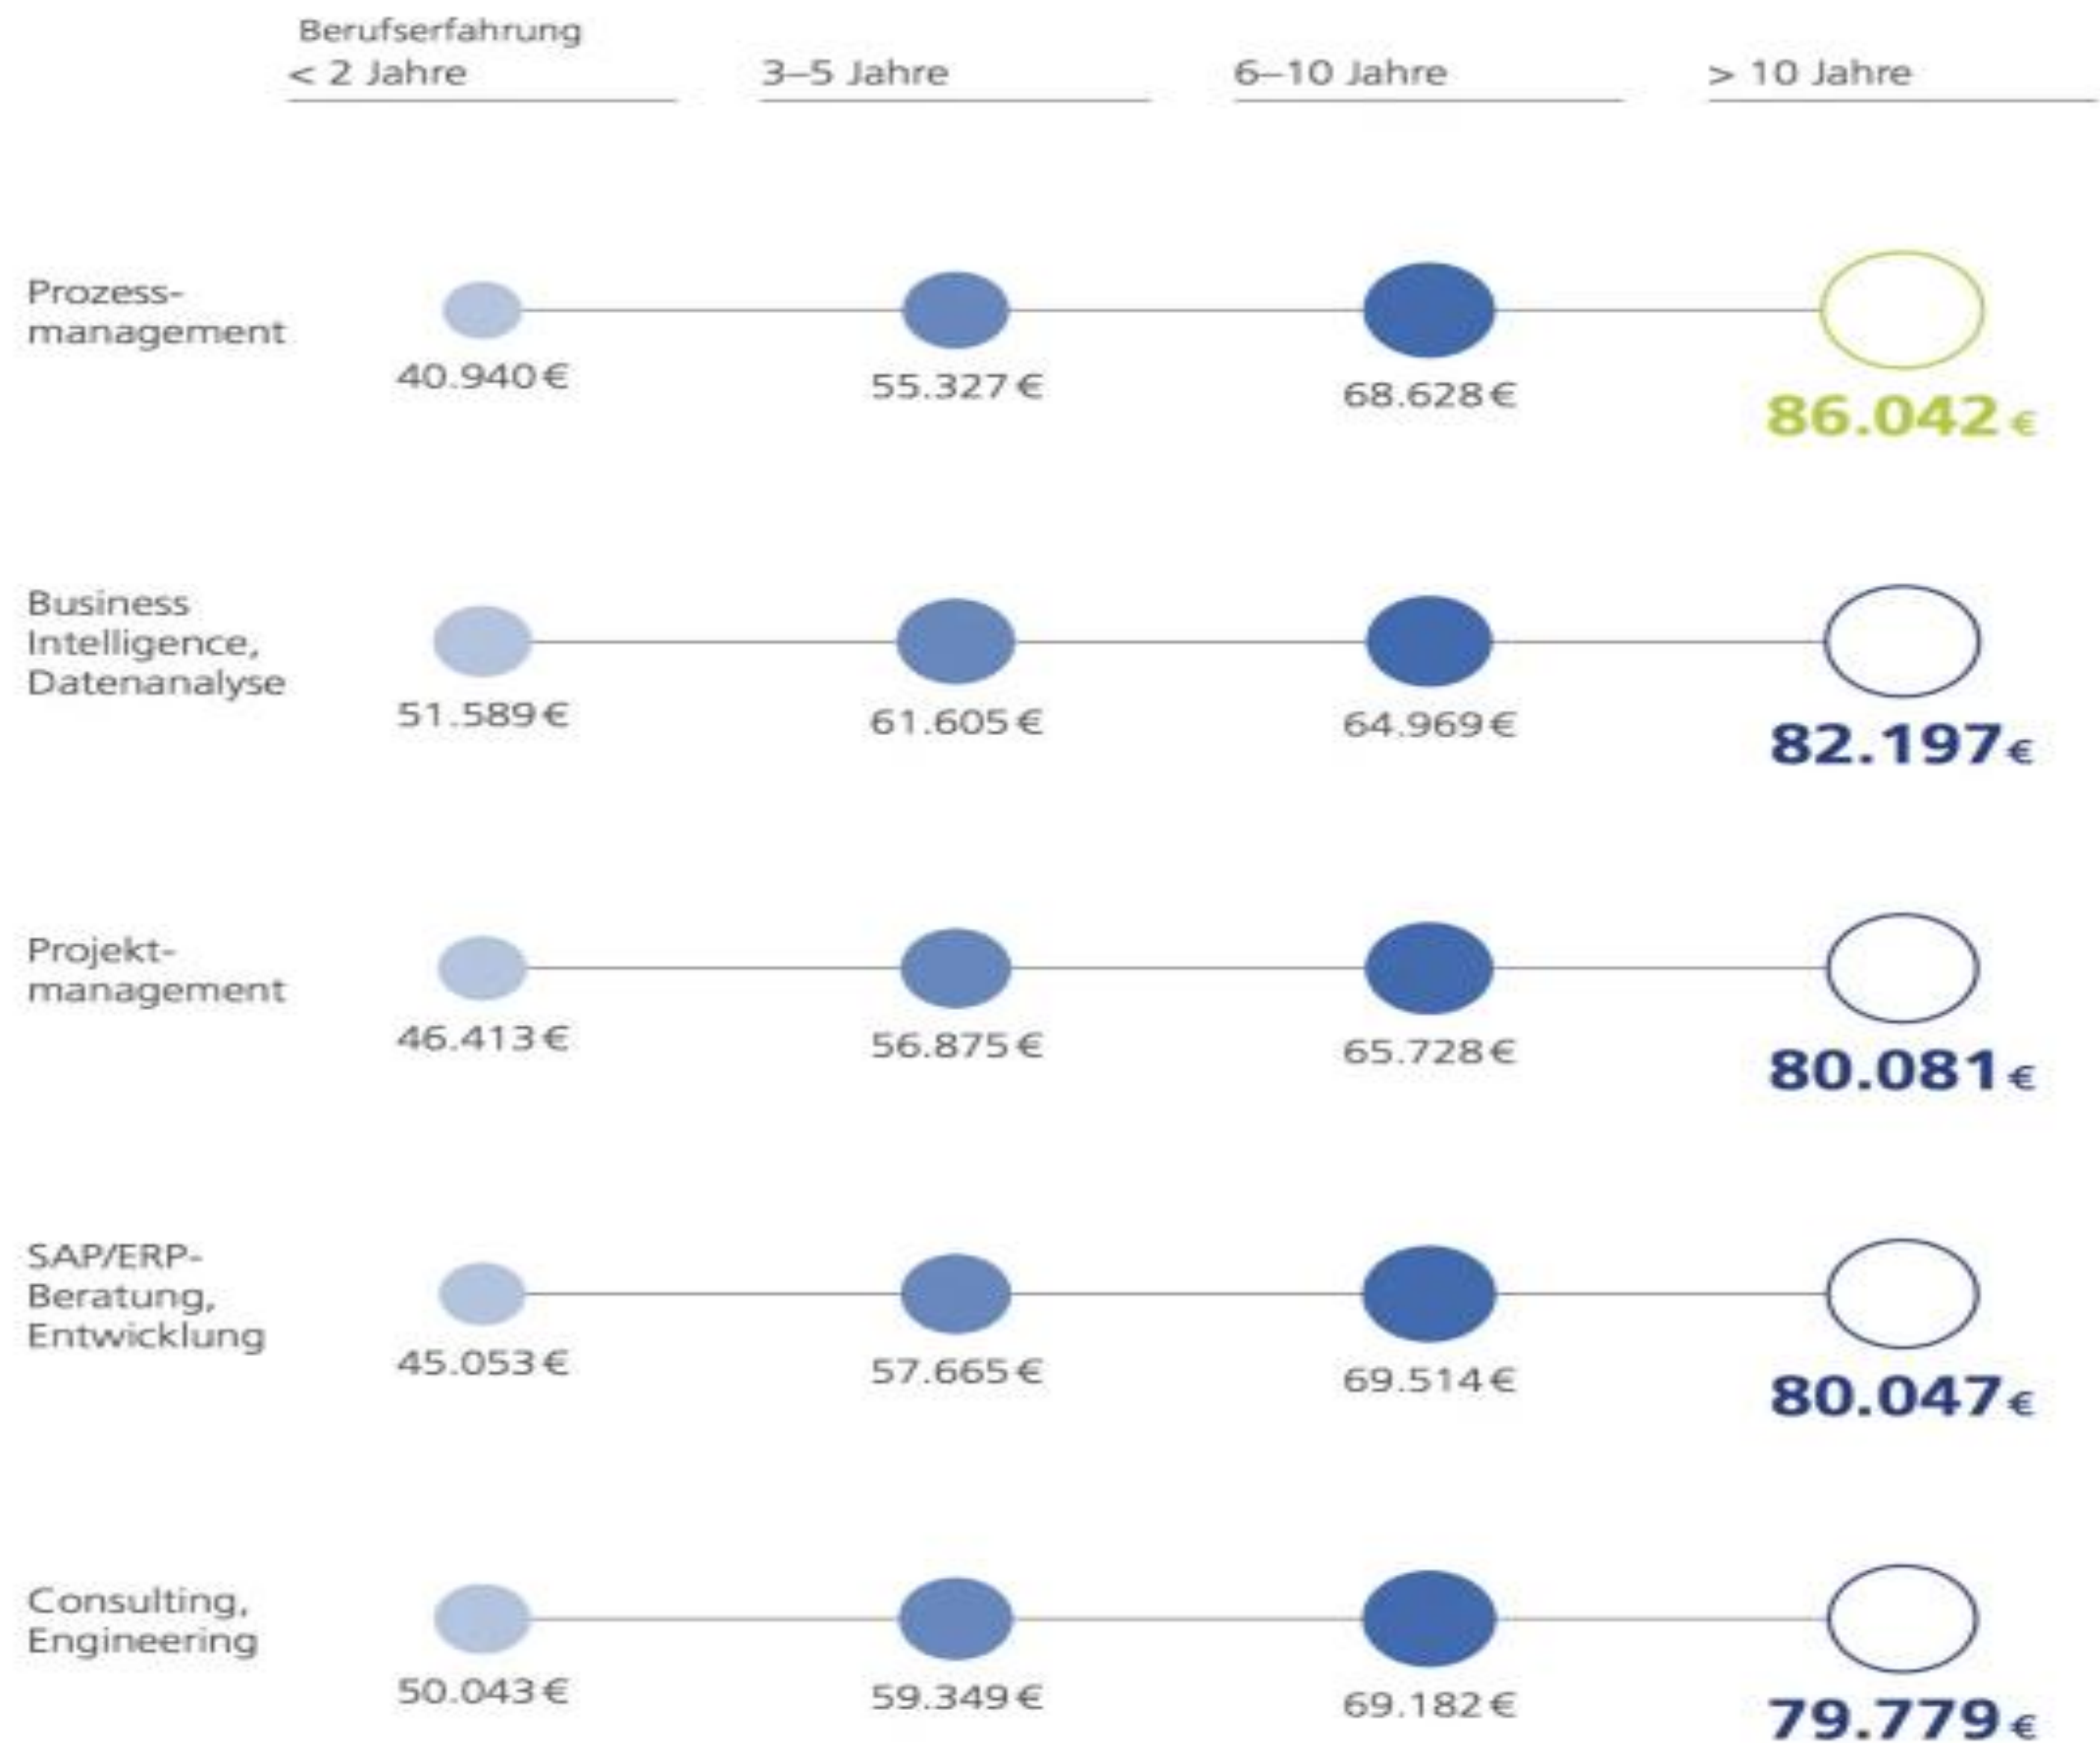 Berufserfahrung
< 2 Jahre 3–5 Jahre 6–10 Jahre > 10 Jahre
Prozess-
management
40.940 € 55.327 € 68.628 € 86.042 €
Business
Intelligence,
Datenanalyse
51.589 € 61.605 € 64.969 € 82.197 €
Projekt-
management
46.413 € 56.875 € 65.728 € 80.081 €
SAP/ERP-
Beratung,
Entwicklung
45.053 € 57.665 € 69.514 € 80.047 €
Consulting,
Engineering
50.043 € 59.349 € 69.182 € 79.779 €